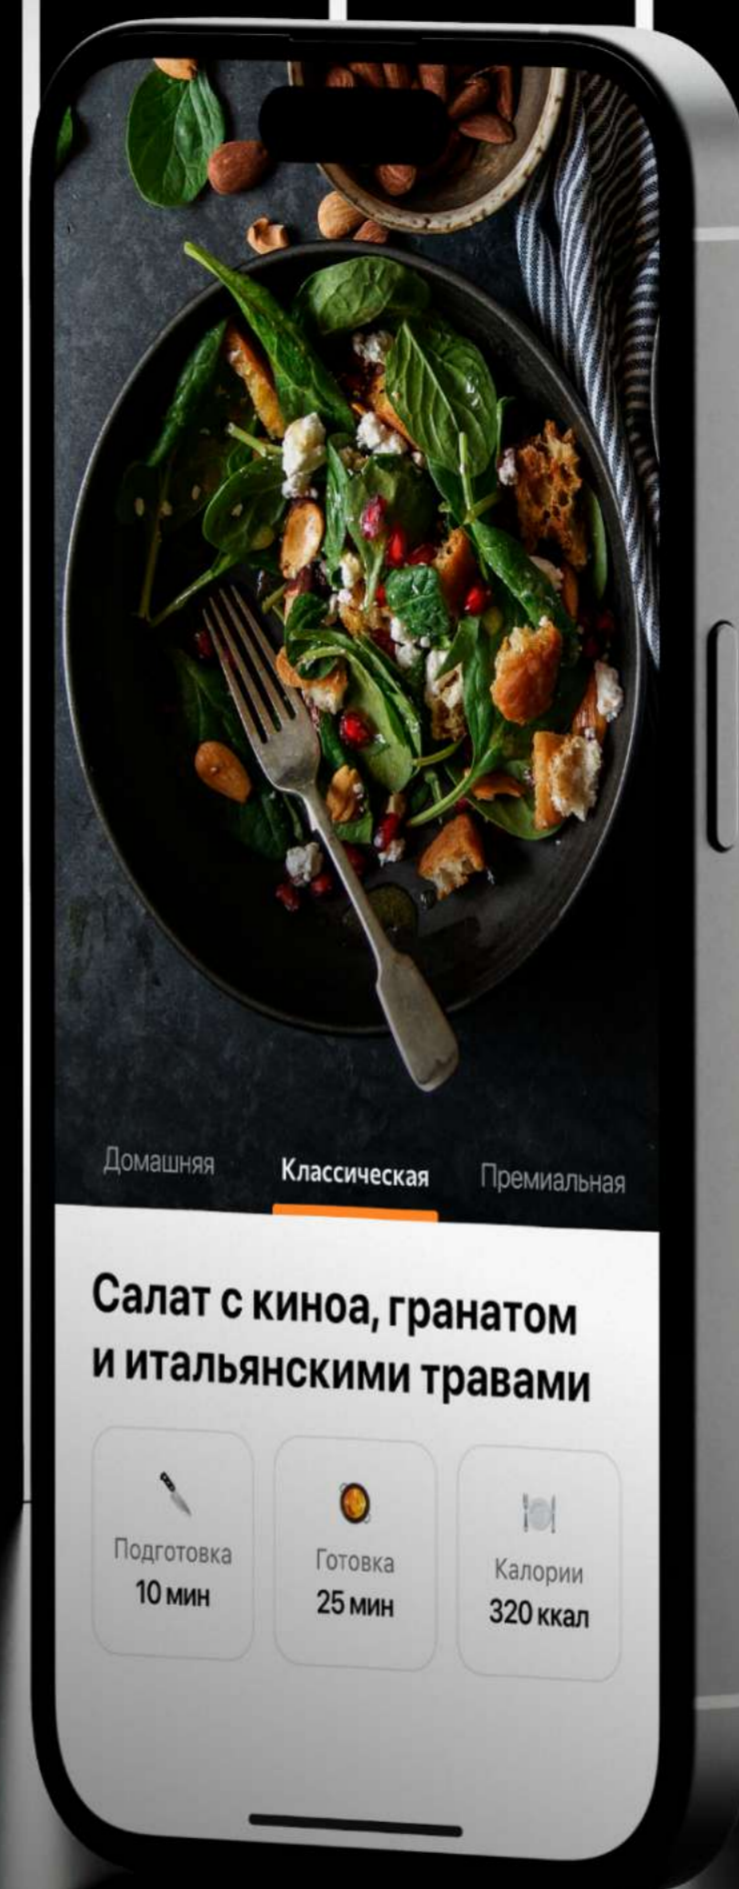 Домашняя
Классическая
Премиальная
Салат с киноа, гранатом
и итальянскими травами
Подготовка
10 мин
Готовка
25 мин
Калории
320 ккал